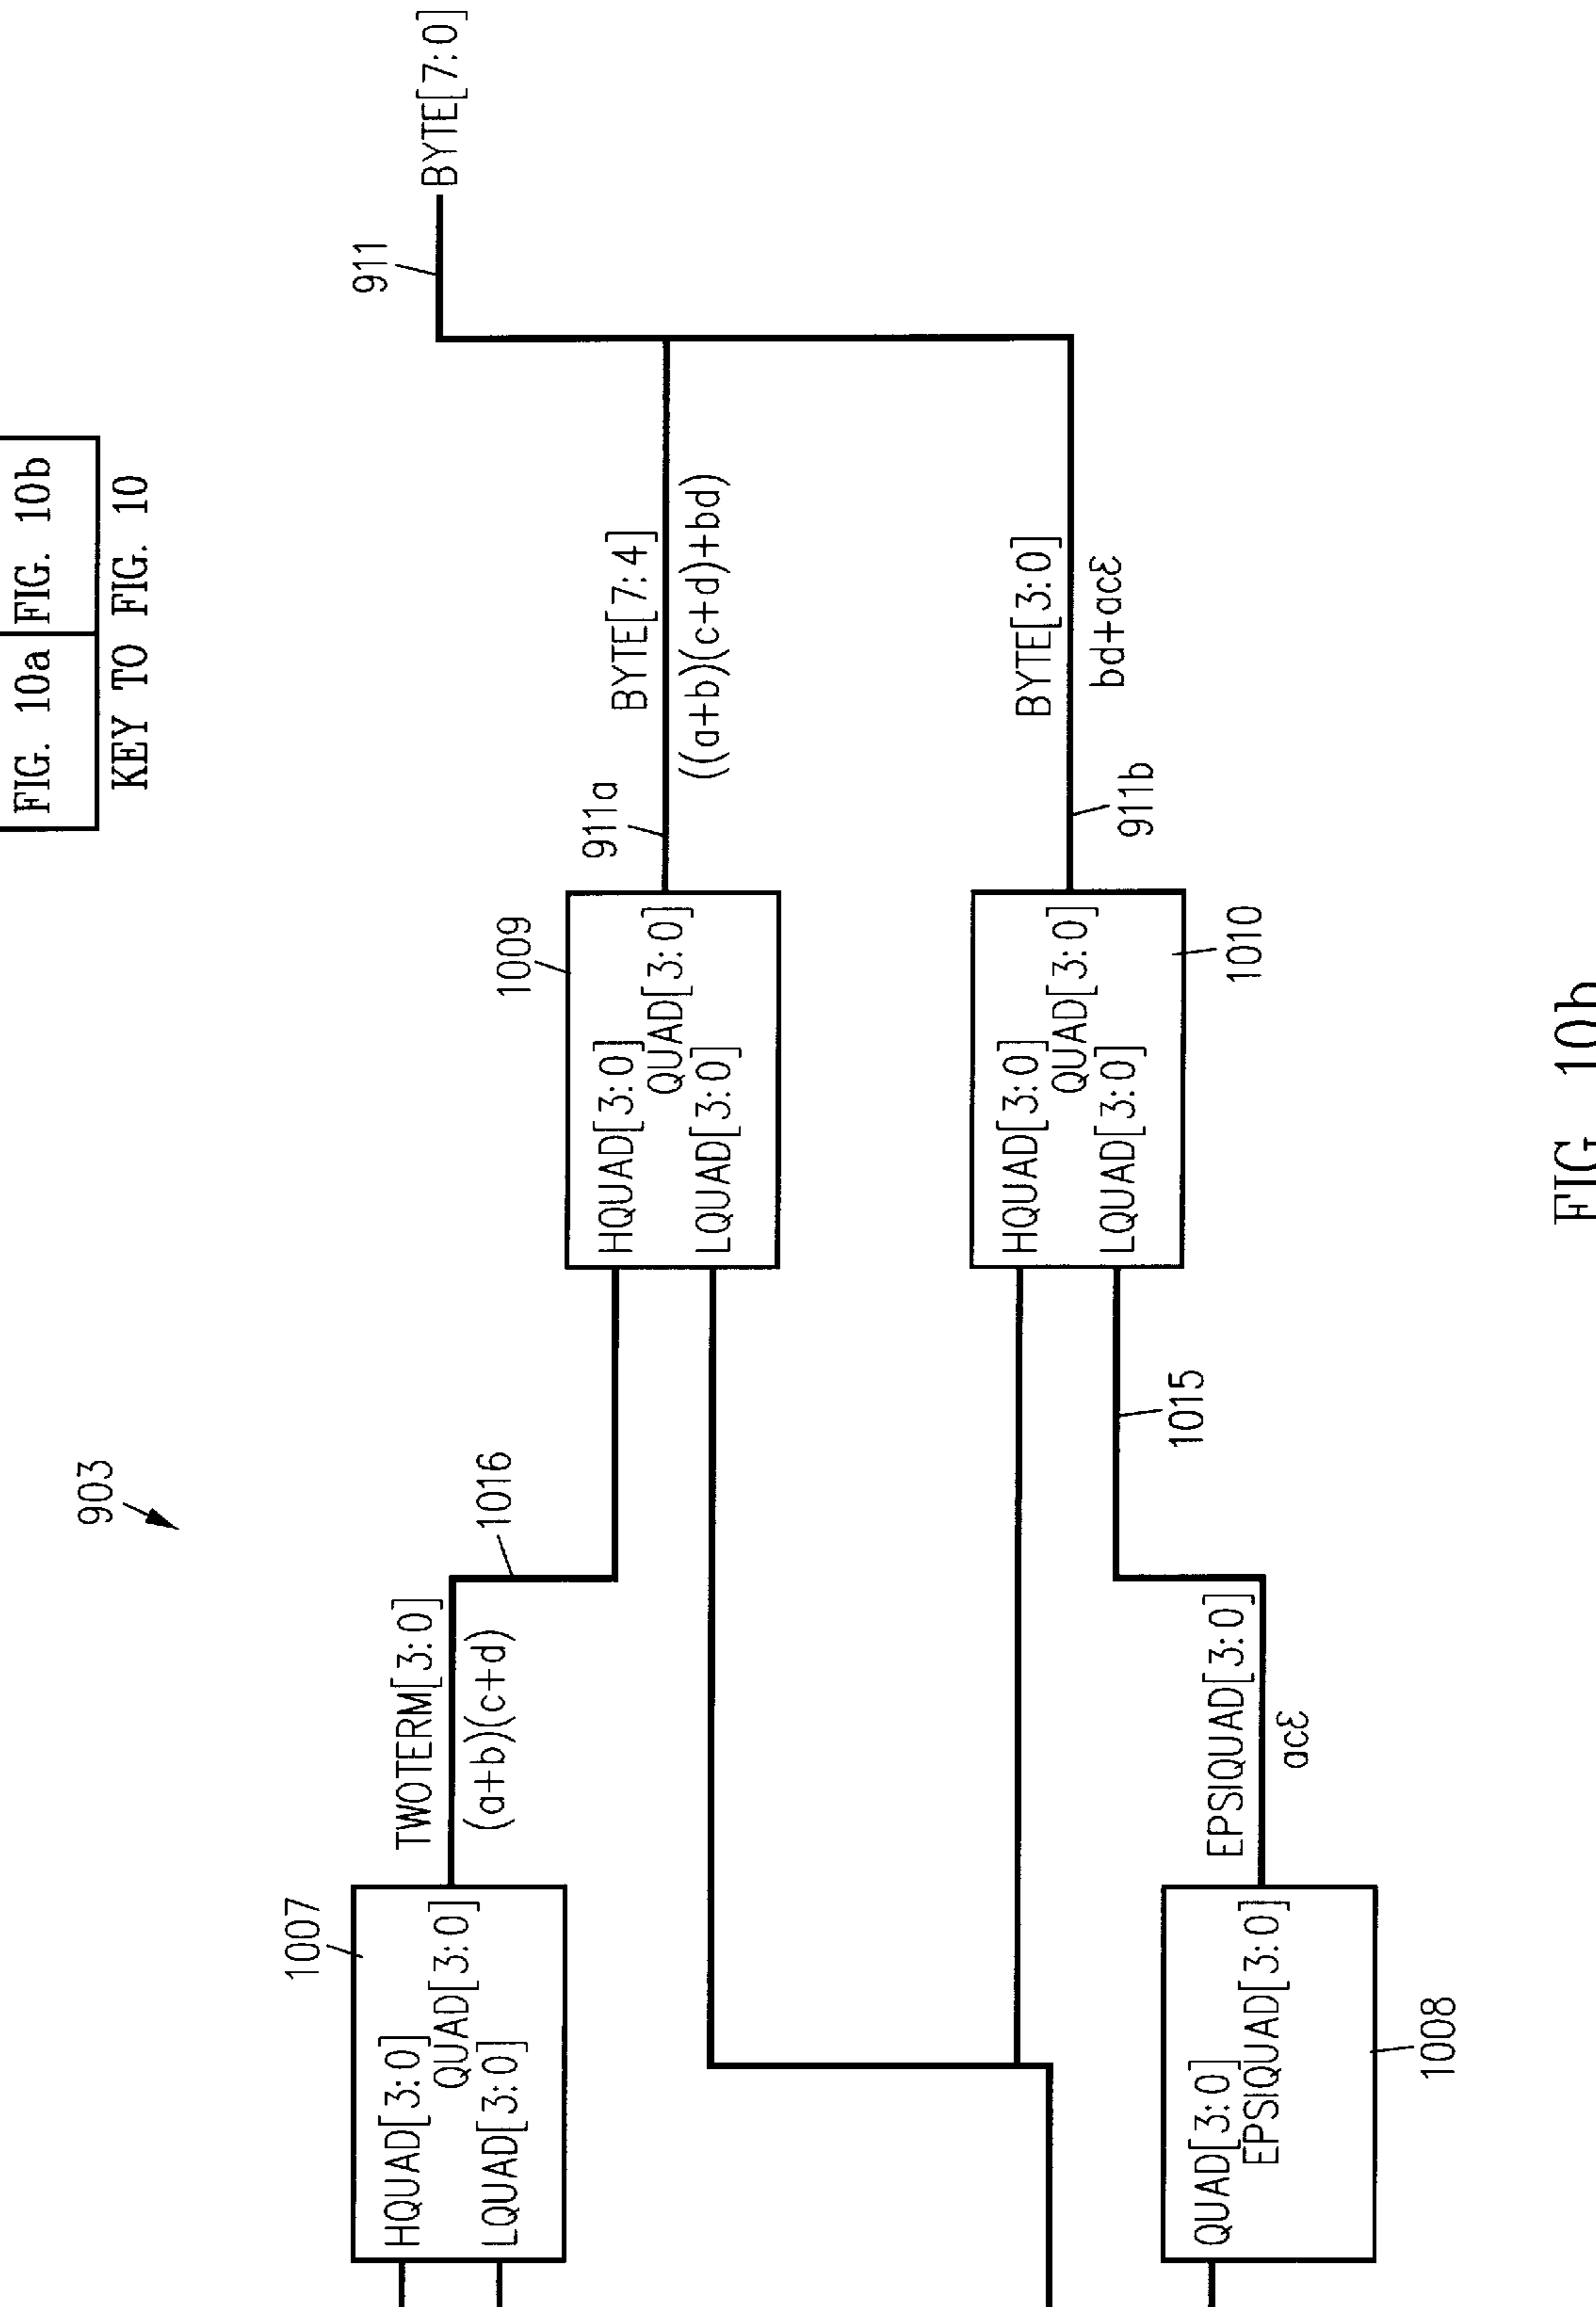 FIG. 10a
FIG. 10b
KEY TO FIG. 10
903
1007
HQUAD[3:0]
QUAD[3:0]
LQUAD[3:0]
TWOTERM[3:0]
(a+b)(c+d)
1016
1009
HQUAD[3:0]
QUAD[3:0]
LQUAD[3:0]
911a
BYTE[7:4]
((a+b)(c+d)+bd)
911
BYTE[7:0]
QUAD[3:0]
EPSIQUAD[3:0]
1008
EPSIQUAD[3:0]
acε
1015
HQUAD[3:0]
QUAD[3:0]
LQUAD[3:0]
1010
911b
BYTE[3:0]
bd+acε
FIG. 10b